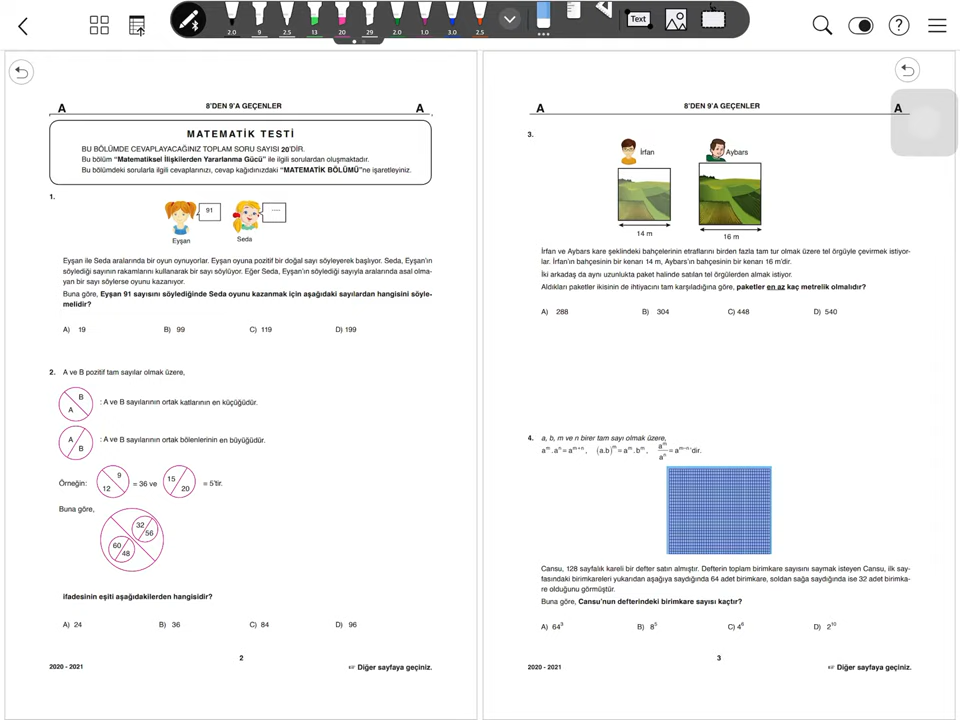 2.0 9 2.5 13 20 29 2.0 1.0 3.0 2.5 Text
A 8'DEN 9'A GEÇENLER A
MATEMATİK TESTİ
BU BÖLÜMDE CEVAPLAYACAĞINIZ TOPLAM SORU SAYISI 20'DİR.
Bu bölüm "Matematiksel İlişkilerden Yararlanma Gücü" ile ilgili sorulardan oluşmaktadır.
Bu bölümdeki sorularla ilgili cevaplarınızı, cevap kağıdınızdaki "MATEMATİK BÖLÜMÜ"ne işaretleyiniz.
1.
91 ....
Eyşan Seda
Eyşan ile Seda aralarında bir oyun oynuyorlar. Eyşan oyuna pozitif bir doğal sayı söyleyerek başlıyor. Seda, Eyşan'ın
söylediği sayının rakamlarını kullanarak bir sayı söylüyor. Eğer Seda, Eyşan'ın söylediği sayıyla aralarında asal olma-
yan bir sayı söylerse oyunu kazanıyor.
Buna göre, Eyşan 91 sayısını söylediğinde Seda oyunu kazanmak için aşağıdaki sayılardan hangisini söyle-
melidir?
A) 19 B) 99 C) 119 D) 199
2. A ve B pozitif tam sayılar olmak üzere,
B
A
: A ve B sayılarının ortak katlarının en küçüğüdür.
A
B
: A ve B sayılarının ortak bölenlerinin en büyüğüdür.
Örneğin: 12 9 = 36 ve 15 20 = 5'tir.
Buna göre,
32
56
60
48
ifadesinin eşiti aşağıdakilerden hangisidir?
A) 24 B) 36 C) 84 D) 96
2
2020 - 2021 Diğer sayfaya geçiniz.
A 8'DEN 9'A GEÇENLER A
3.
İrfan Aybars
14 m 16 m
İrfan ve Aybars kare şeklindeki bahçelerinin etraflarını birden fazla tam tur olmak üzere tel örgüyle çevirmek istiyor-
lar. İrfan'ın bahçesinin bir kenarı 14 m, Aybars'ın bahçesinin bir kenarı 16 m'dir.
İki arkadaş da aynı uzunlukta paket halinde satılan tel örgülerden almak istiyor.
Aldıkları paketler ikisinin de ihtiyacını tam karşıladığına göre, paketler en az kaç metrelik olmalıdır?
A) 288 B) 304 C) 448 D) 540
4. a, b, m ve n birer tam sayı olmak üzere,
aᵐ . aⁿ = aᵐ⁺ⁿ , (a.b)ᵐ = aᵐ . bᵐ , aᵐ/aⁿ = aᵐ⁻ⁿ'dir.
Cansu, 128 sayfalık kareli bir defter satın almıştır. Defterin toplam birimkare sayısını saymak isteyen Cansu, ilk say-
fasındaki birimkareleri yukarıdan aşağıya saydığında 64 adet birimkare, soldan sağa saydığında ise 32 adet birimka-
re olduğunu görmüştür.
Buna göre, Cansu'nun defterindeki birimkare sayısı kaçtır?
A) 64³ B) 8⁵ C) 4⁸ D) 2¹⁰
3
2020 - 2021 Diğer sayfaya geçiniz.